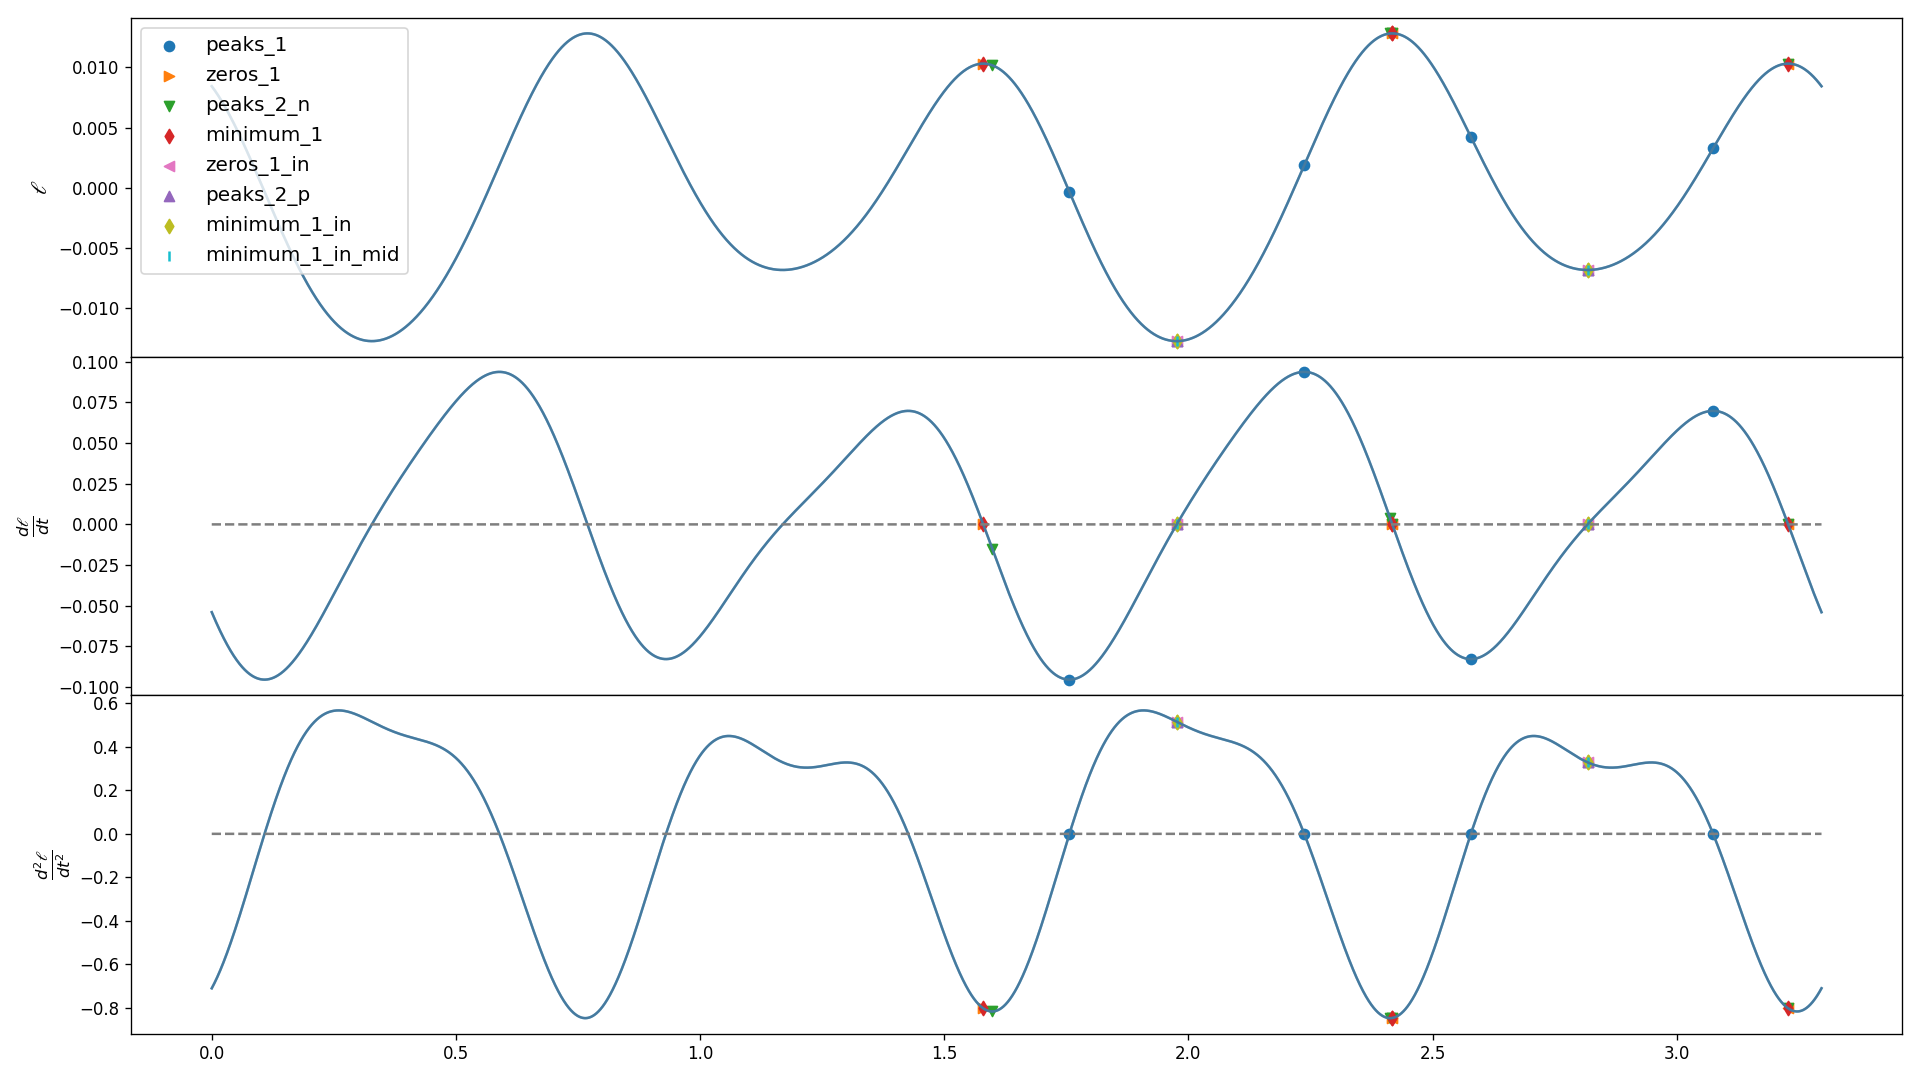 peaks_1
zeros_1
peaks_2_n
minimum_1
zeros_1_in
peaks_2_p
minimum_1_in
minimum_1_in_mid
0.010
0.005
0.000
−0.005
−0.010
ℓ
0.100
0.075
0.050
0.025
0.000
−0.025
−0.050
−0.075
−0.100
dℓ
dt
0.6
0.4
0.2
0.0
−0.2
−0.4
−0.6
−0.8
d²ℓ
dt²
0.0 0.5 1.0 1.5 2.0 2.5 3.0